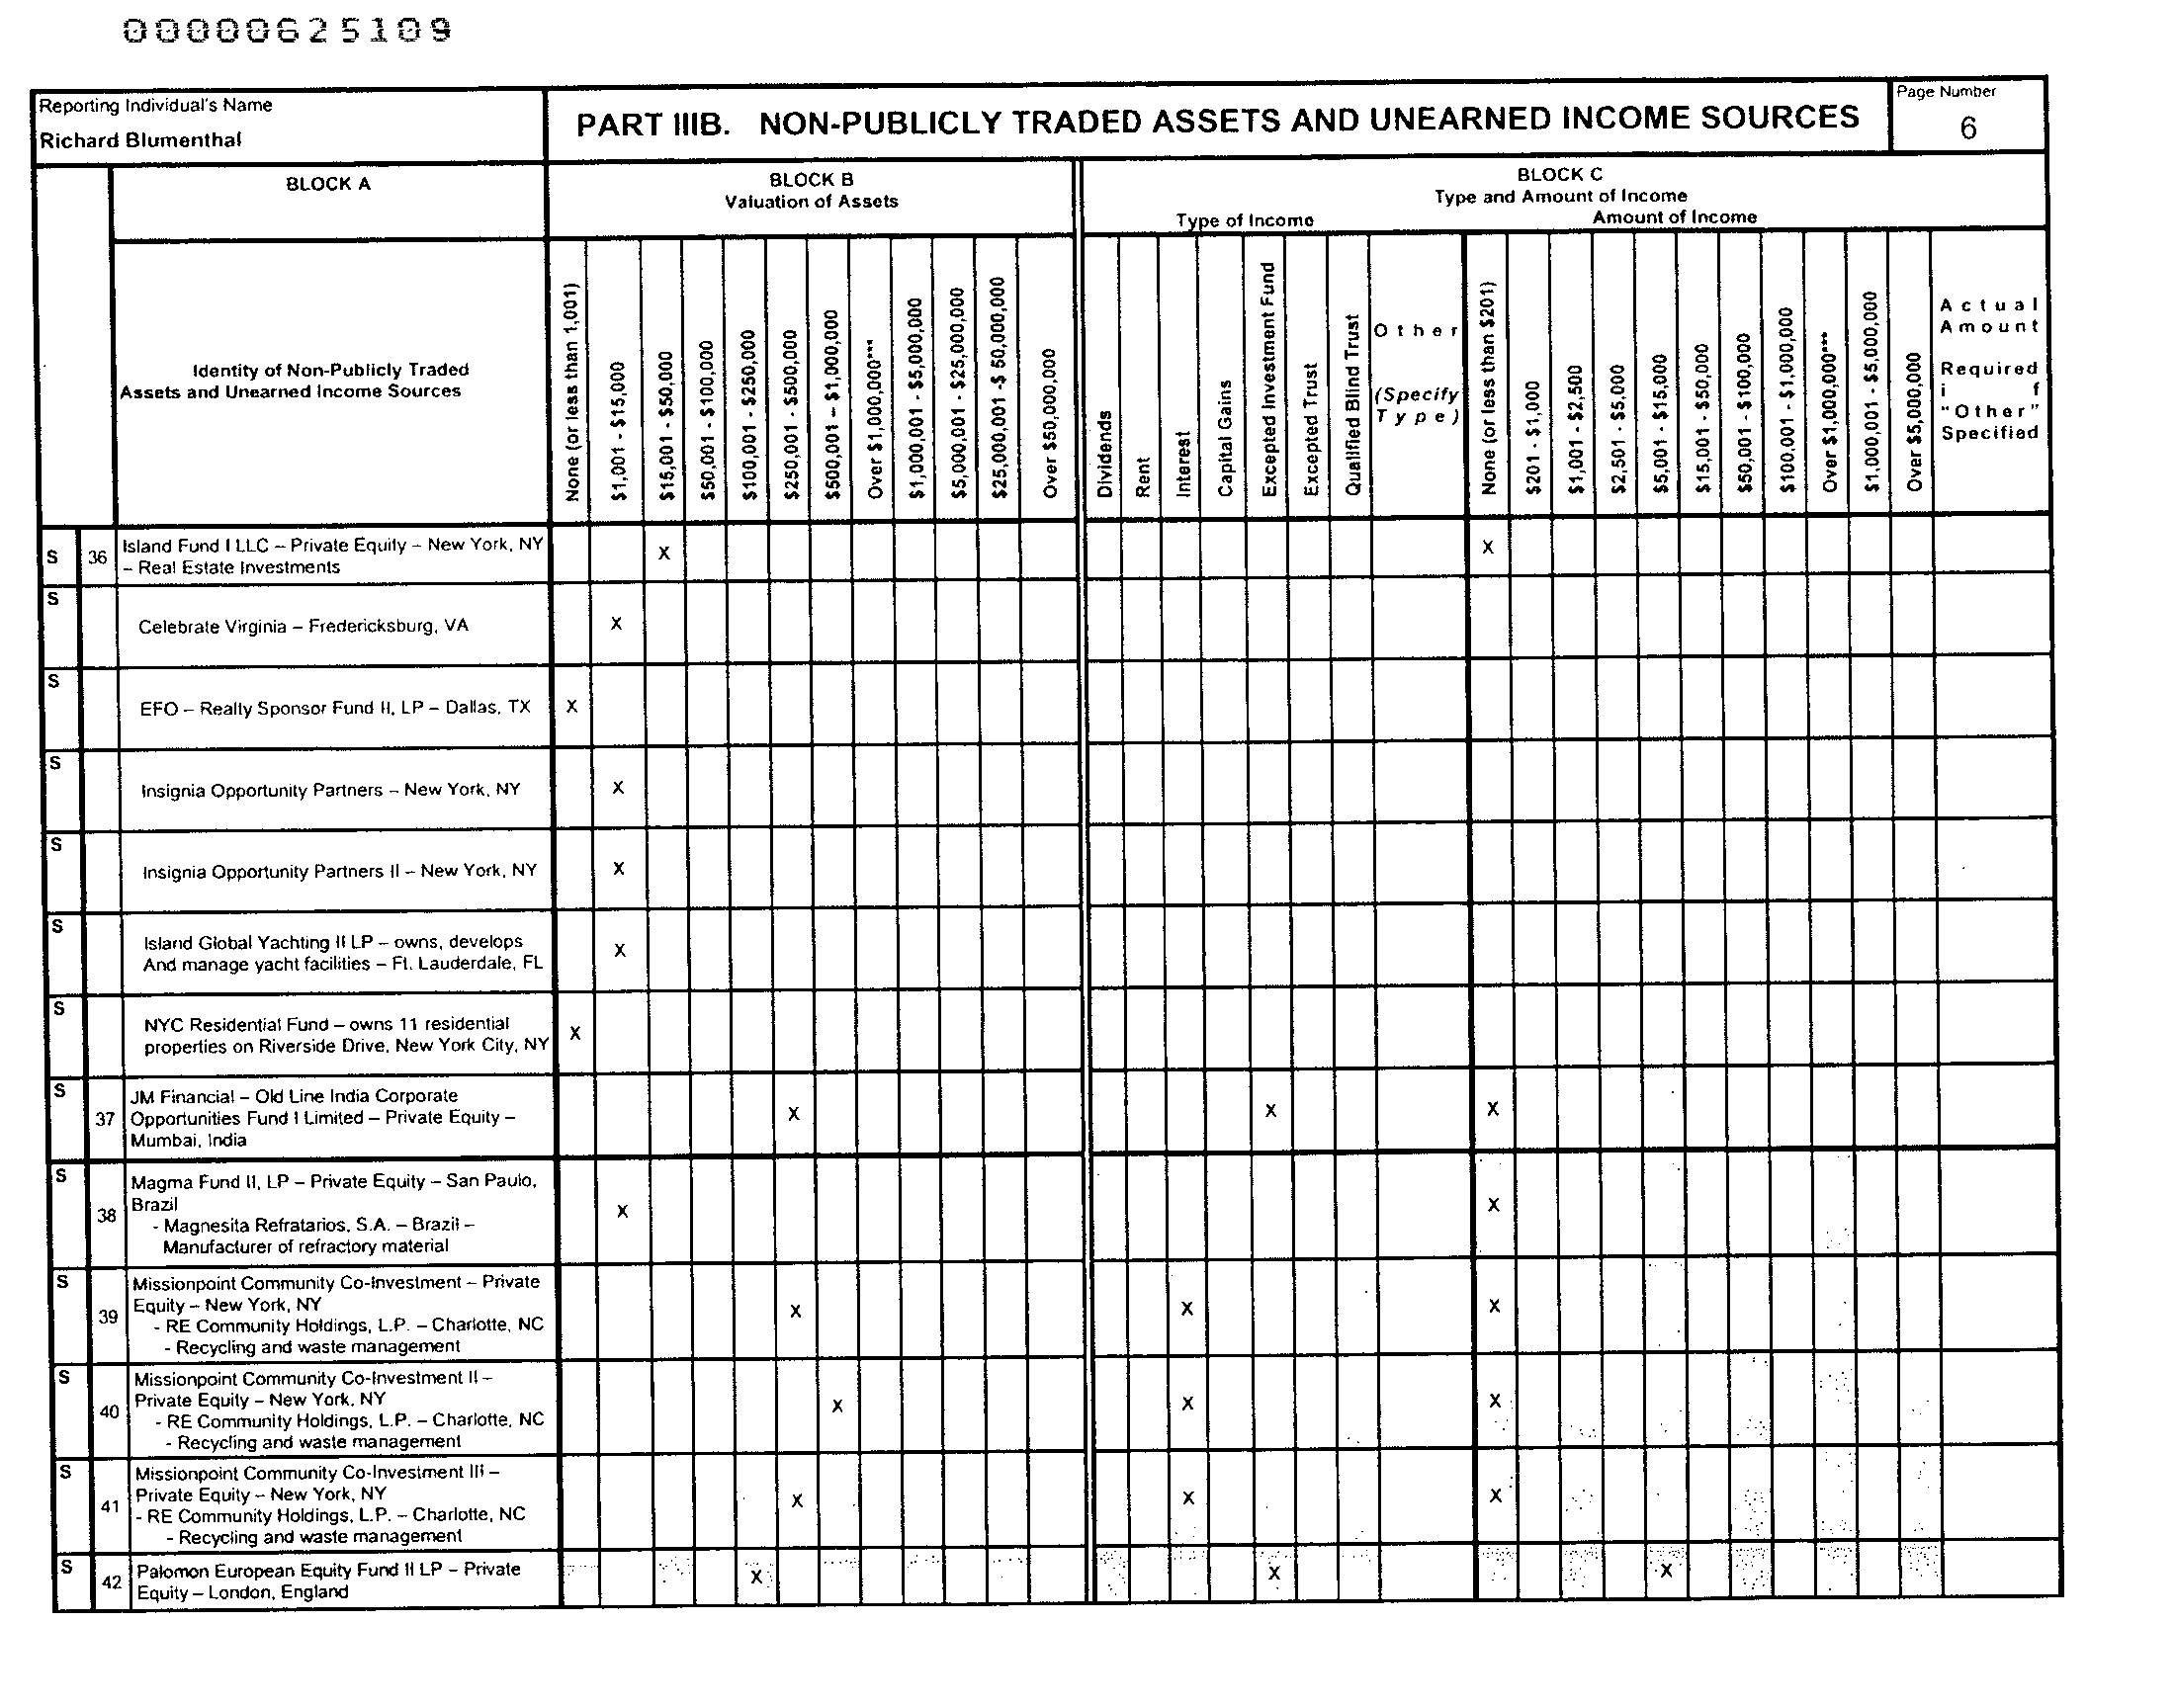 00000625109
Reporting Individual's Name
Richard Blumenthal
PART IIIB. NON-PUBLICLY TRADED ASSETS AND UNEARNED INCOME SOURCES
Page Number
6
BLOCK A
BLOCK B
Valuation of Assets
BLOCK C
Type and Amount of Income
Type of Income
Amount of Income
Identity of Non-Publicly Traded
Assets and Unearned Income Sources
None (or less than 1,001)
$1,001 - $15,000
$15,001 - $50,000
$50,001 - $100,000
$100,001 - $250,000
$250,001 - $500,000
$500,001 – $1,000,000
Over $1,000,000***
$1,000,001 - $5,000,000
$5,000,001 - $25,000,000
$25,000,001 -$ 50,000,000
Over $50,000,000
Dividends
Rent
Interest
Capital Gains
Excepted Investment Fund
Excepted Trust
Qualified Blind Trust
Other
(Specify
Type)
None (or less than $201)
$201 - $1,000
$1,001 - $2,500
$2,501 - $5,000
$5,001 - $15,000
$15,001 - $50,000
$50,001 - $100,000
$100,001 - $1,000,000
Over $1,000,000***
$1,000,001 - $5,000,000
Over $5,000,000
Actual
Amount
Required
i f
"Other"
Specified
S 36 Island Fund I LLC – Private Equity – New York, NY X X
– Real Estate Investments
S
Celebrate Virginia – Fredericksburg, VA X
S
EFO – Really Sponsor Fund II, LP – Dallas, TX X
S
Insignia Opportunity Partners – New York, NY X
S
Insignia Opportunity Partners II – New York, NY X
S
Island Global Yachting II LP – owns, develops X
And manage yacht facilities – Ft. Lauderdale, FL
S
NYC Residential Fund – owns 11 residential X
properties on Riverside Drive, New York City, NY
S JM Financial – Old Line India Corporate
37 Opportunities Fund I Limited – Private Equity – X X X
Mumbai, India
S Magma Fund II, LP – Private Equity – San Paulo,
38 Brazil X X
- Magnesita Refratarios, S.A. – Brazil –
Manufacturer of refractory material
S Missionpoint Community Co-Investment – Private
39 Equity – New York, NY X X X
- RE Community Holdings, L.P. – Charlotte, NC
- Recycling and waste management
S Missionpoint Community Co-Investment II –
40 Private Equity – New York, NY X X X
- RE Community Holdings, L.P. – Charlotte, NC
- Recycling and waste management
S Missionpoint Community Co-Investment III –
41 Private Equity – New York, NY X X X
- RE Community Holdings, L.P. – Charlotte, NC
- Recycling and waste management
S 42 Palomon European Equity Fund II LP – Private X X X
Equity – London, England